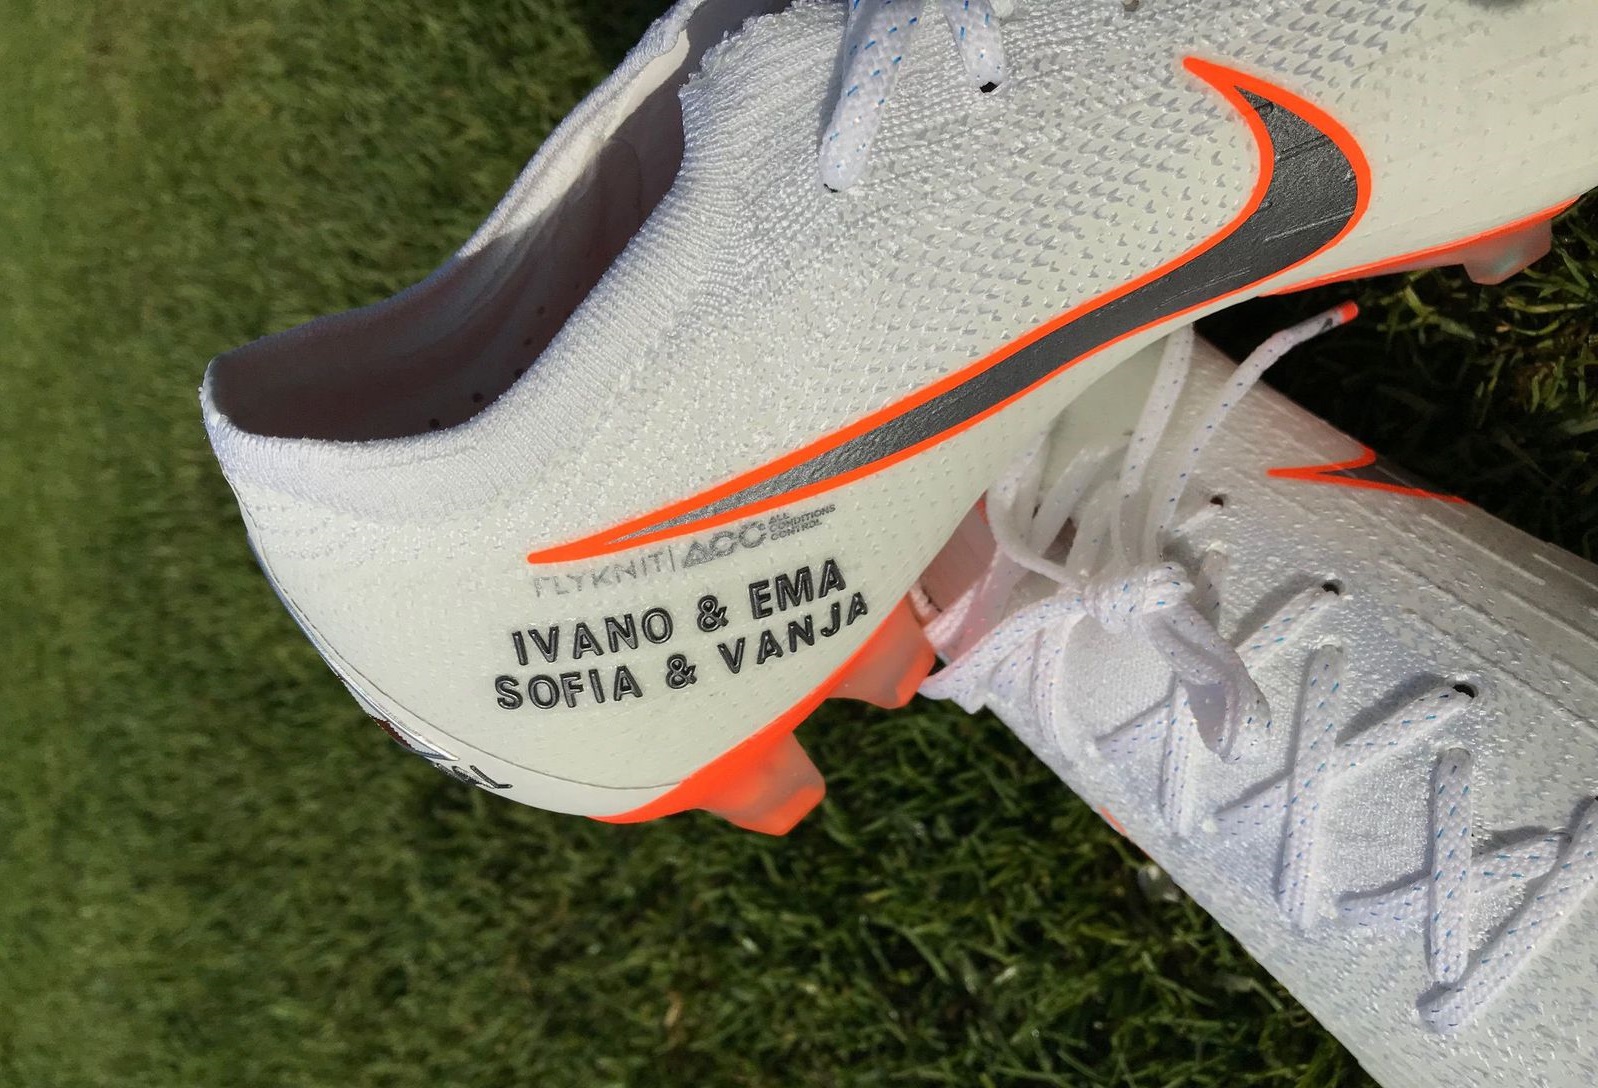 FLYKNIT| ACC ALL
CONDITIONS
CONTROL
IVANO & EMA
SOFIA & VANJA